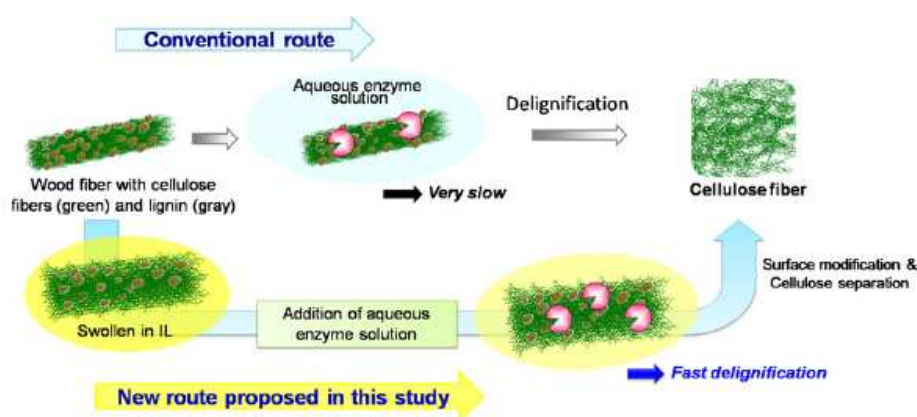 Conventional route
Aqueous enzyme
solution
Delignification
Wood fiber with cellulose
fibers (green) and lignin (gray)
Very slow
Cellulose fiber
Swollen in IL
Addition of aqueous
enzyme solution
Surface modification &
Cellulose separation
Fast delignification
New route proposed in this study